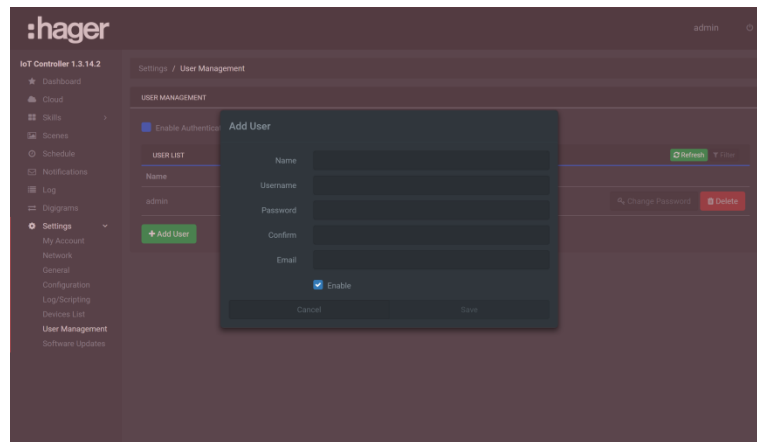 :hager
admin
IoT Controller 1.3.14.2
Dashboard
Cloud
Skills
Scenes
Schedule
Notifications
Log
Digigrams
Settings
My Account
Network
General
Configuration
Log/Scripting
Devices List
User Management
Software Updates
Settings / User Management
USER MANAGEMENT
Enable Authentica
USER LIST
Refresh
Filter
Name
admin
Change Password
Delete
+ Add User
Add User
Name
Username
Password
Confirm
Email
Enable
Cancel
Save